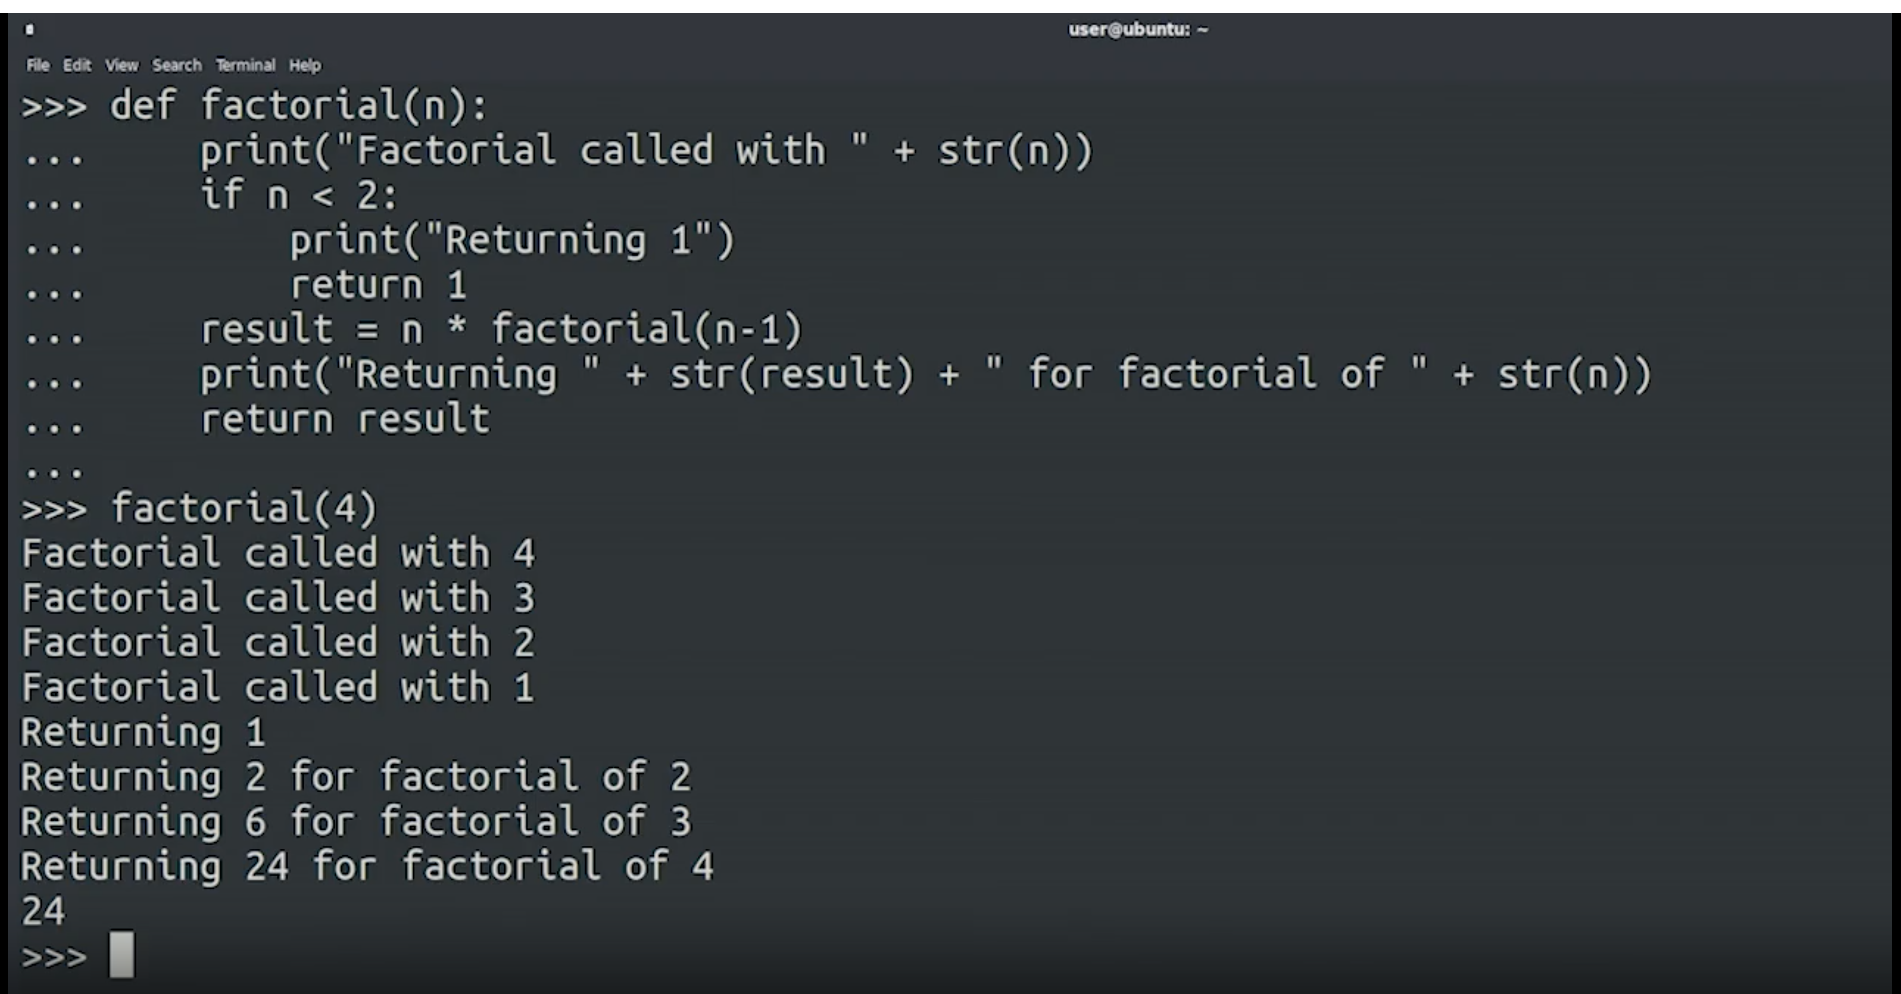 user@ubuntu: ~
File Edit View Search Terminal Help
>>> def factorial(n):
...     print("Factorial called with " + str(n))
...     if n < 2:
...         print("Returning 1")
...         return 1
...     result = n * factorial(n-1)
...     print("Returning " + str(result) + " for factorial of " + str(n))
...     return result
...
>>> factorial(4)
Factorial called with 4
Factorial called with 3
Factorial called with 2
Factorial called with 1
Returning 1
Returning 2 for factorial of 2
Returning 6 for factorial of 3
Returning 24 for factorial of 4
24
>>>